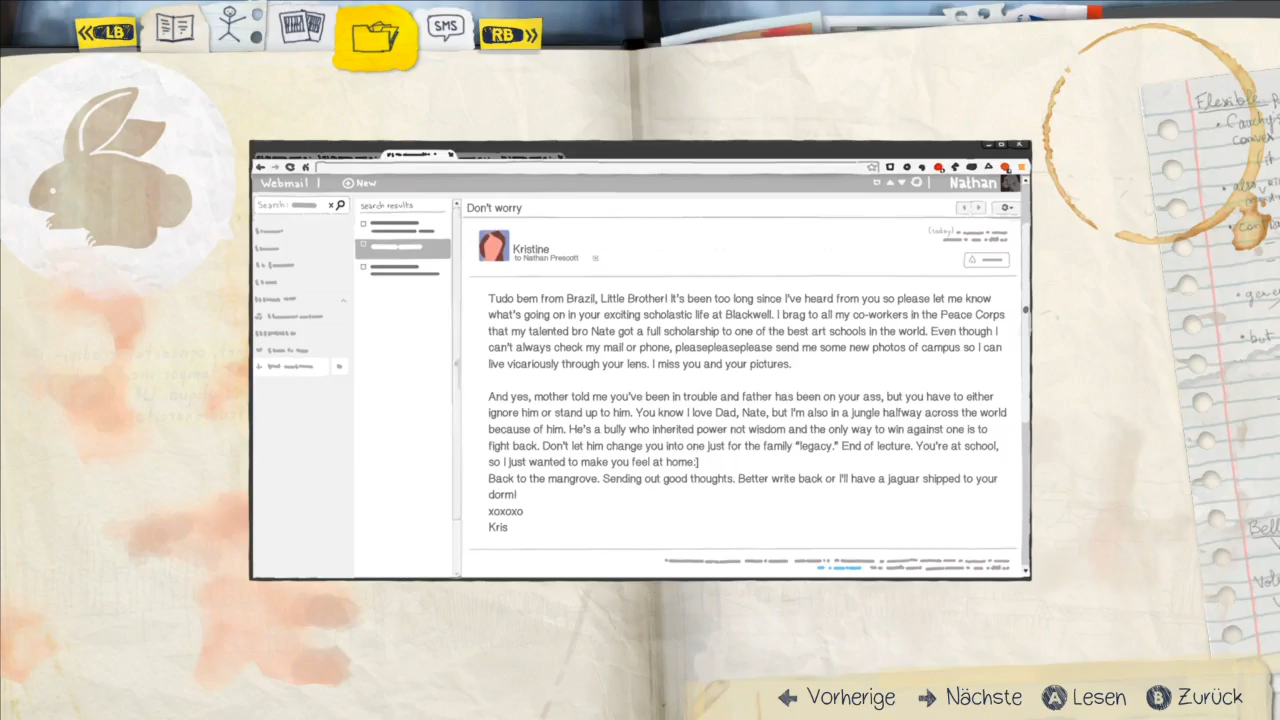 LB
SMS
RB
Flexible
Cauchy
conver
it
also
but
Bell
Webmail
New
Nathan
Search:
search results
Don't worry
(today)
Kristine
to Nathan Prescott
Tudo bem from Brazil, Little Brother! It's been too long since I've heard from you so please let me know
what's going on in your exciting scholastic life at Blackwell. I brag to all my co-workers in the Peace Corps
that my talented bro Nate got a full scholarship to one of the best art schools in the world. Even though I
can't always check my mail or phone, pleasepleaseplease send me some new photos of campus so I can
live vicariously through your lens. I miss you and your pictures.
And yes, mother told me you've been in trouble and father has been on your ass, but you have to either
ignore him or stand up to him. You know I love Dad, Nate, but I'm also in a jungle halfway across the world
because of him. He's a bully who inherited power not wisdom and the only way to win against one is to
fight back. Don't let him change you into one just for the family “legacy.” End of lecture. You're at school,
so I just wanted to make you feel at home:]
Back to the mangrove. Sending out good thoughts. Better write back or I'll have a jaguar shipped to your
dorm!
xoxoxo
Kris
Vorherige
Nächste
A Lesen
B Zurück